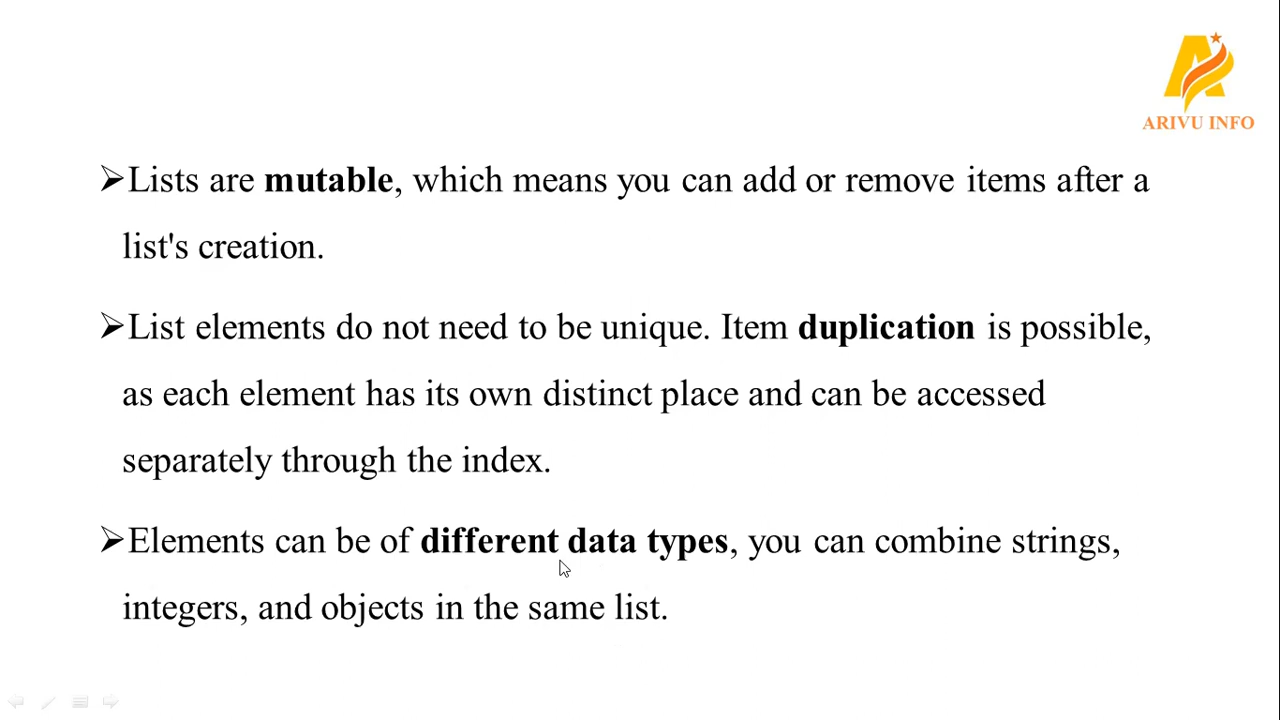 ARIVU INFO
➢Lists are mutable, which means you can add or remove items after a
list's creation.
➢List elements do not need to be unique. Item duplication is possible,
as each element has its own distinct place and can be accessed
separately through the index.
➢Elements can be of different data types, you can combine strings,
integers, and objects in the same list.